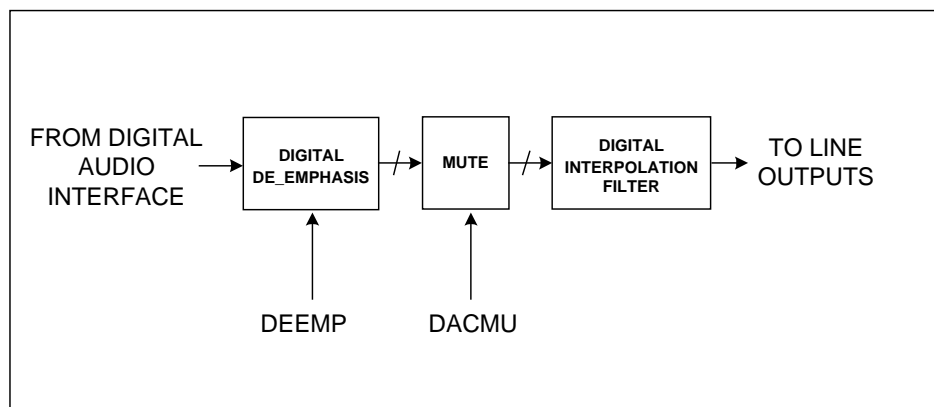 FROM DIGITAL
AUDIO
INTERFACE
DIGITAL
DE_EMPHASIS
MUTE
DIGITAL
INTERPOLATION
FILTER
TO LINE
OUTPUTS
DEEMP
DACMU